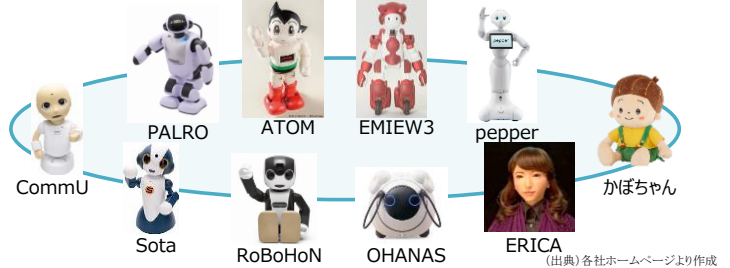 PALRO
ATOM
EMIEW3
pepper
pepper
CommU
かぼちゃん
S
Sota
RoBoHoN
OHANAS
ERICA
(出典)各社ホームページより作成